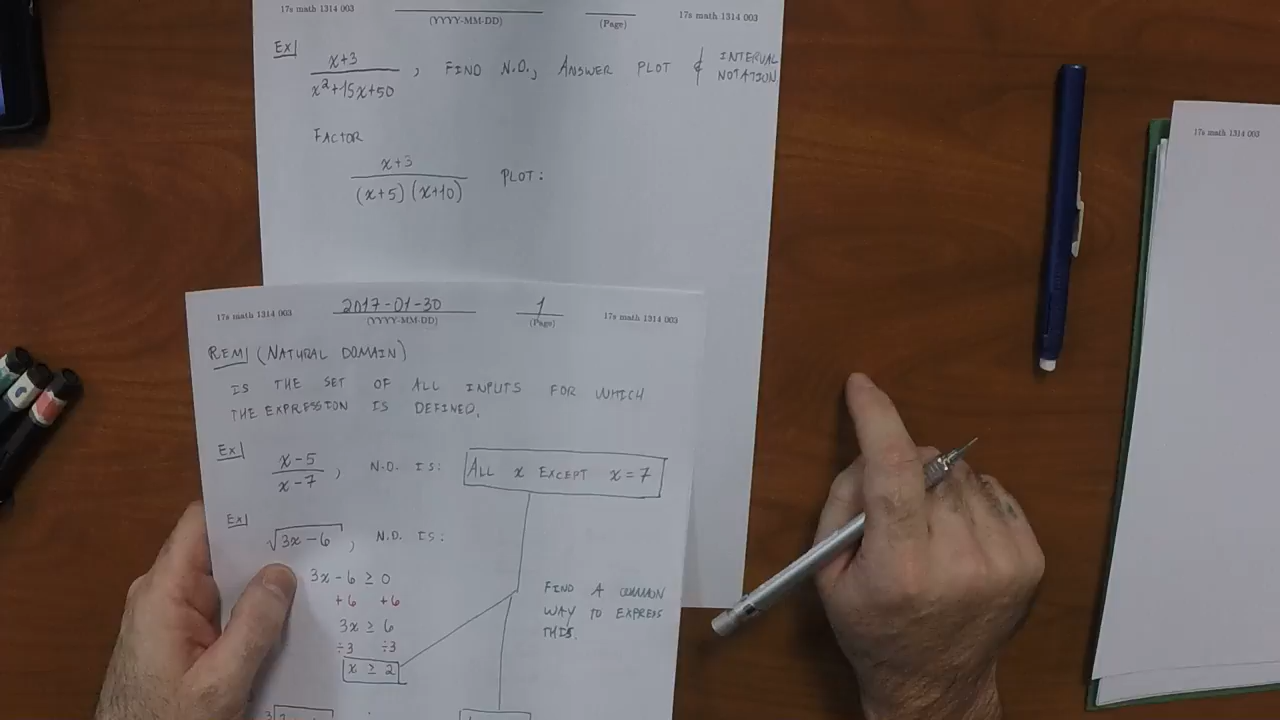 17s math 1314 003
(YYYY-MM-DD)
(Page)
17s math 1314 003
Ex
x+3
x²+15x+50
, FIND N.D., ANSWER PLOT & INTERVAL NOTATION
FACTOR
x+3
(x+5)(x+10)
PLOT:
17s math 1314 003
2017-01-30
(YYYY-MM-DD)
1
(Page)
17s math 1314 003
REM (NATURAL DOMAIN)
IS THE SET OF ALL INPUTS FOR WHICH
THE EXPRESSION IS DEFINED.
Ex
x-5
x-7
, N.D. IS: ALL x EXCEPT x=7
Ex
√3x-6, N.D. IS:
3x-6 ≥ 0
+6 +6
3x ≥ 6
÷3 ÷3
x ≥ 2
FIND A COMMON
WAY TO EXPRESS
THIS.
17s math 1314 003